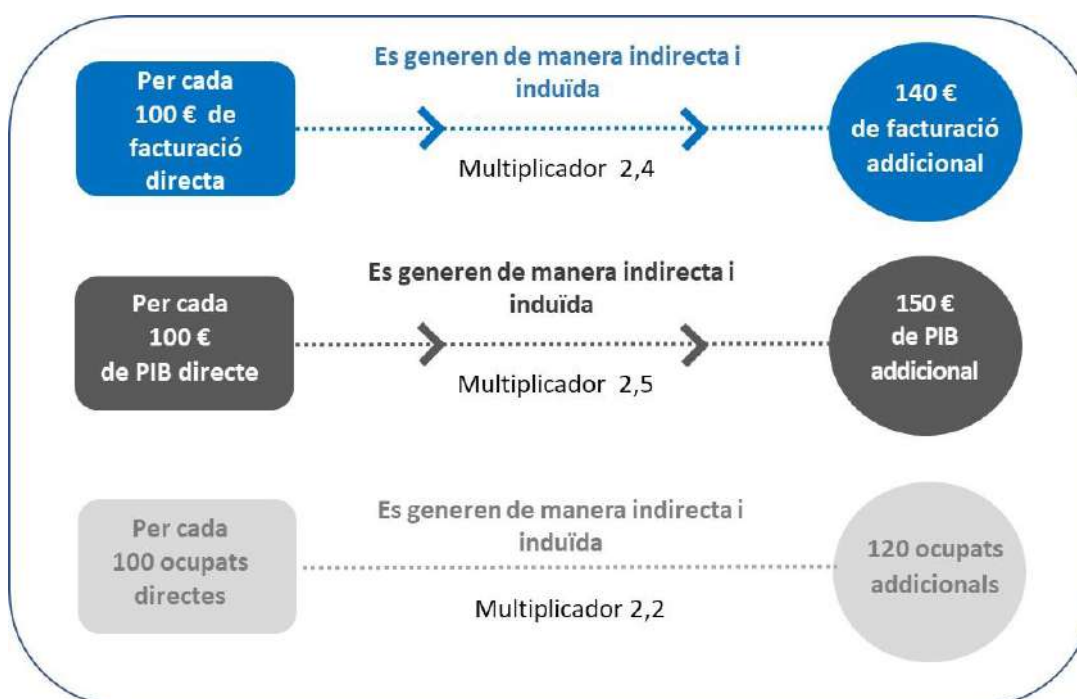 Per cada
100 € de
facturació
directa
Es generen de manera indirecta i
induïda
Multiplicador 2,4
140 €
de facturació
addicional
Per cada
100 €
de PIB directe
Es generen de manera indirecta i
induïda
Multiplicador 2,5
150 €
de PIB
addicional
Per cada
100 ocupats
directes
Es generen de manera indirecta i
induïda
Multiplicador 2,2
120 ocupats
addicionals